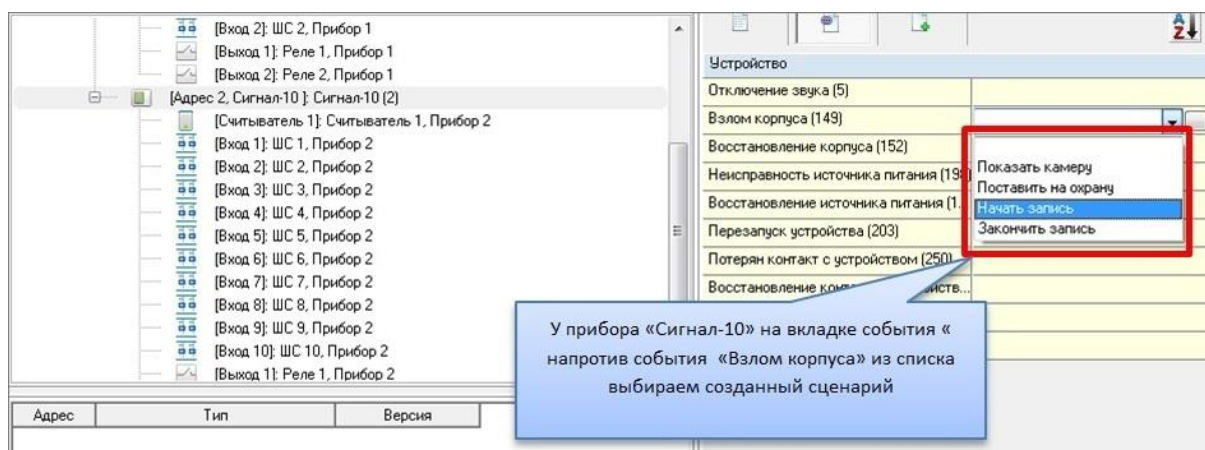 [Вход 2]: ШС 2, Прибор 1
[Выход 1]: Реле 1, Прибор 1
[Выход 2]: Реле 2, Прибор 1
[Адрес 2, Сигнал-10 ]: Сигнал-10 (2)
[Считыватель 1]: Считыватель 1, Прибор 2
[Вход 1]: ШС 1, Прибор 2
[Вход 2]: ШС 2, Прибор 2
[Вход 3]: ШС 3, Прибор 2
[Вход 4]: ШС 4, Прибор 2
[Вход 5]: ШС 5, Прибор 2
[Вход 6]: ШС 6, Прибор 2
[Вход 7]: ШС 7, Прибор 2
[Вход 8]: ШС 8, Прибор 2
[Вход 9]: ШС 9, Прибор 2
[Вход 10]: ШС 10, Прибор 2
[Выход 1]: Реле 1, Прибор 2
Адрес Тип Версия
A Z
Устройство
Отключение звука (5)
Взлом корпуса (149)
Восстановление корпуса (152)
Неисправность источника питания (198)
Восстановление источника питания (1...
Перезапуск устройства (203)
Потерян контакт с устройством (250)
Восстановление
Показать камеру
Поставить на охрану
Начать запись
Закончить запись
У прибора «Сигнал-10» на вкладке события «
напротив события «Взлом корпуса» из списка
выбираем созданный сценарий